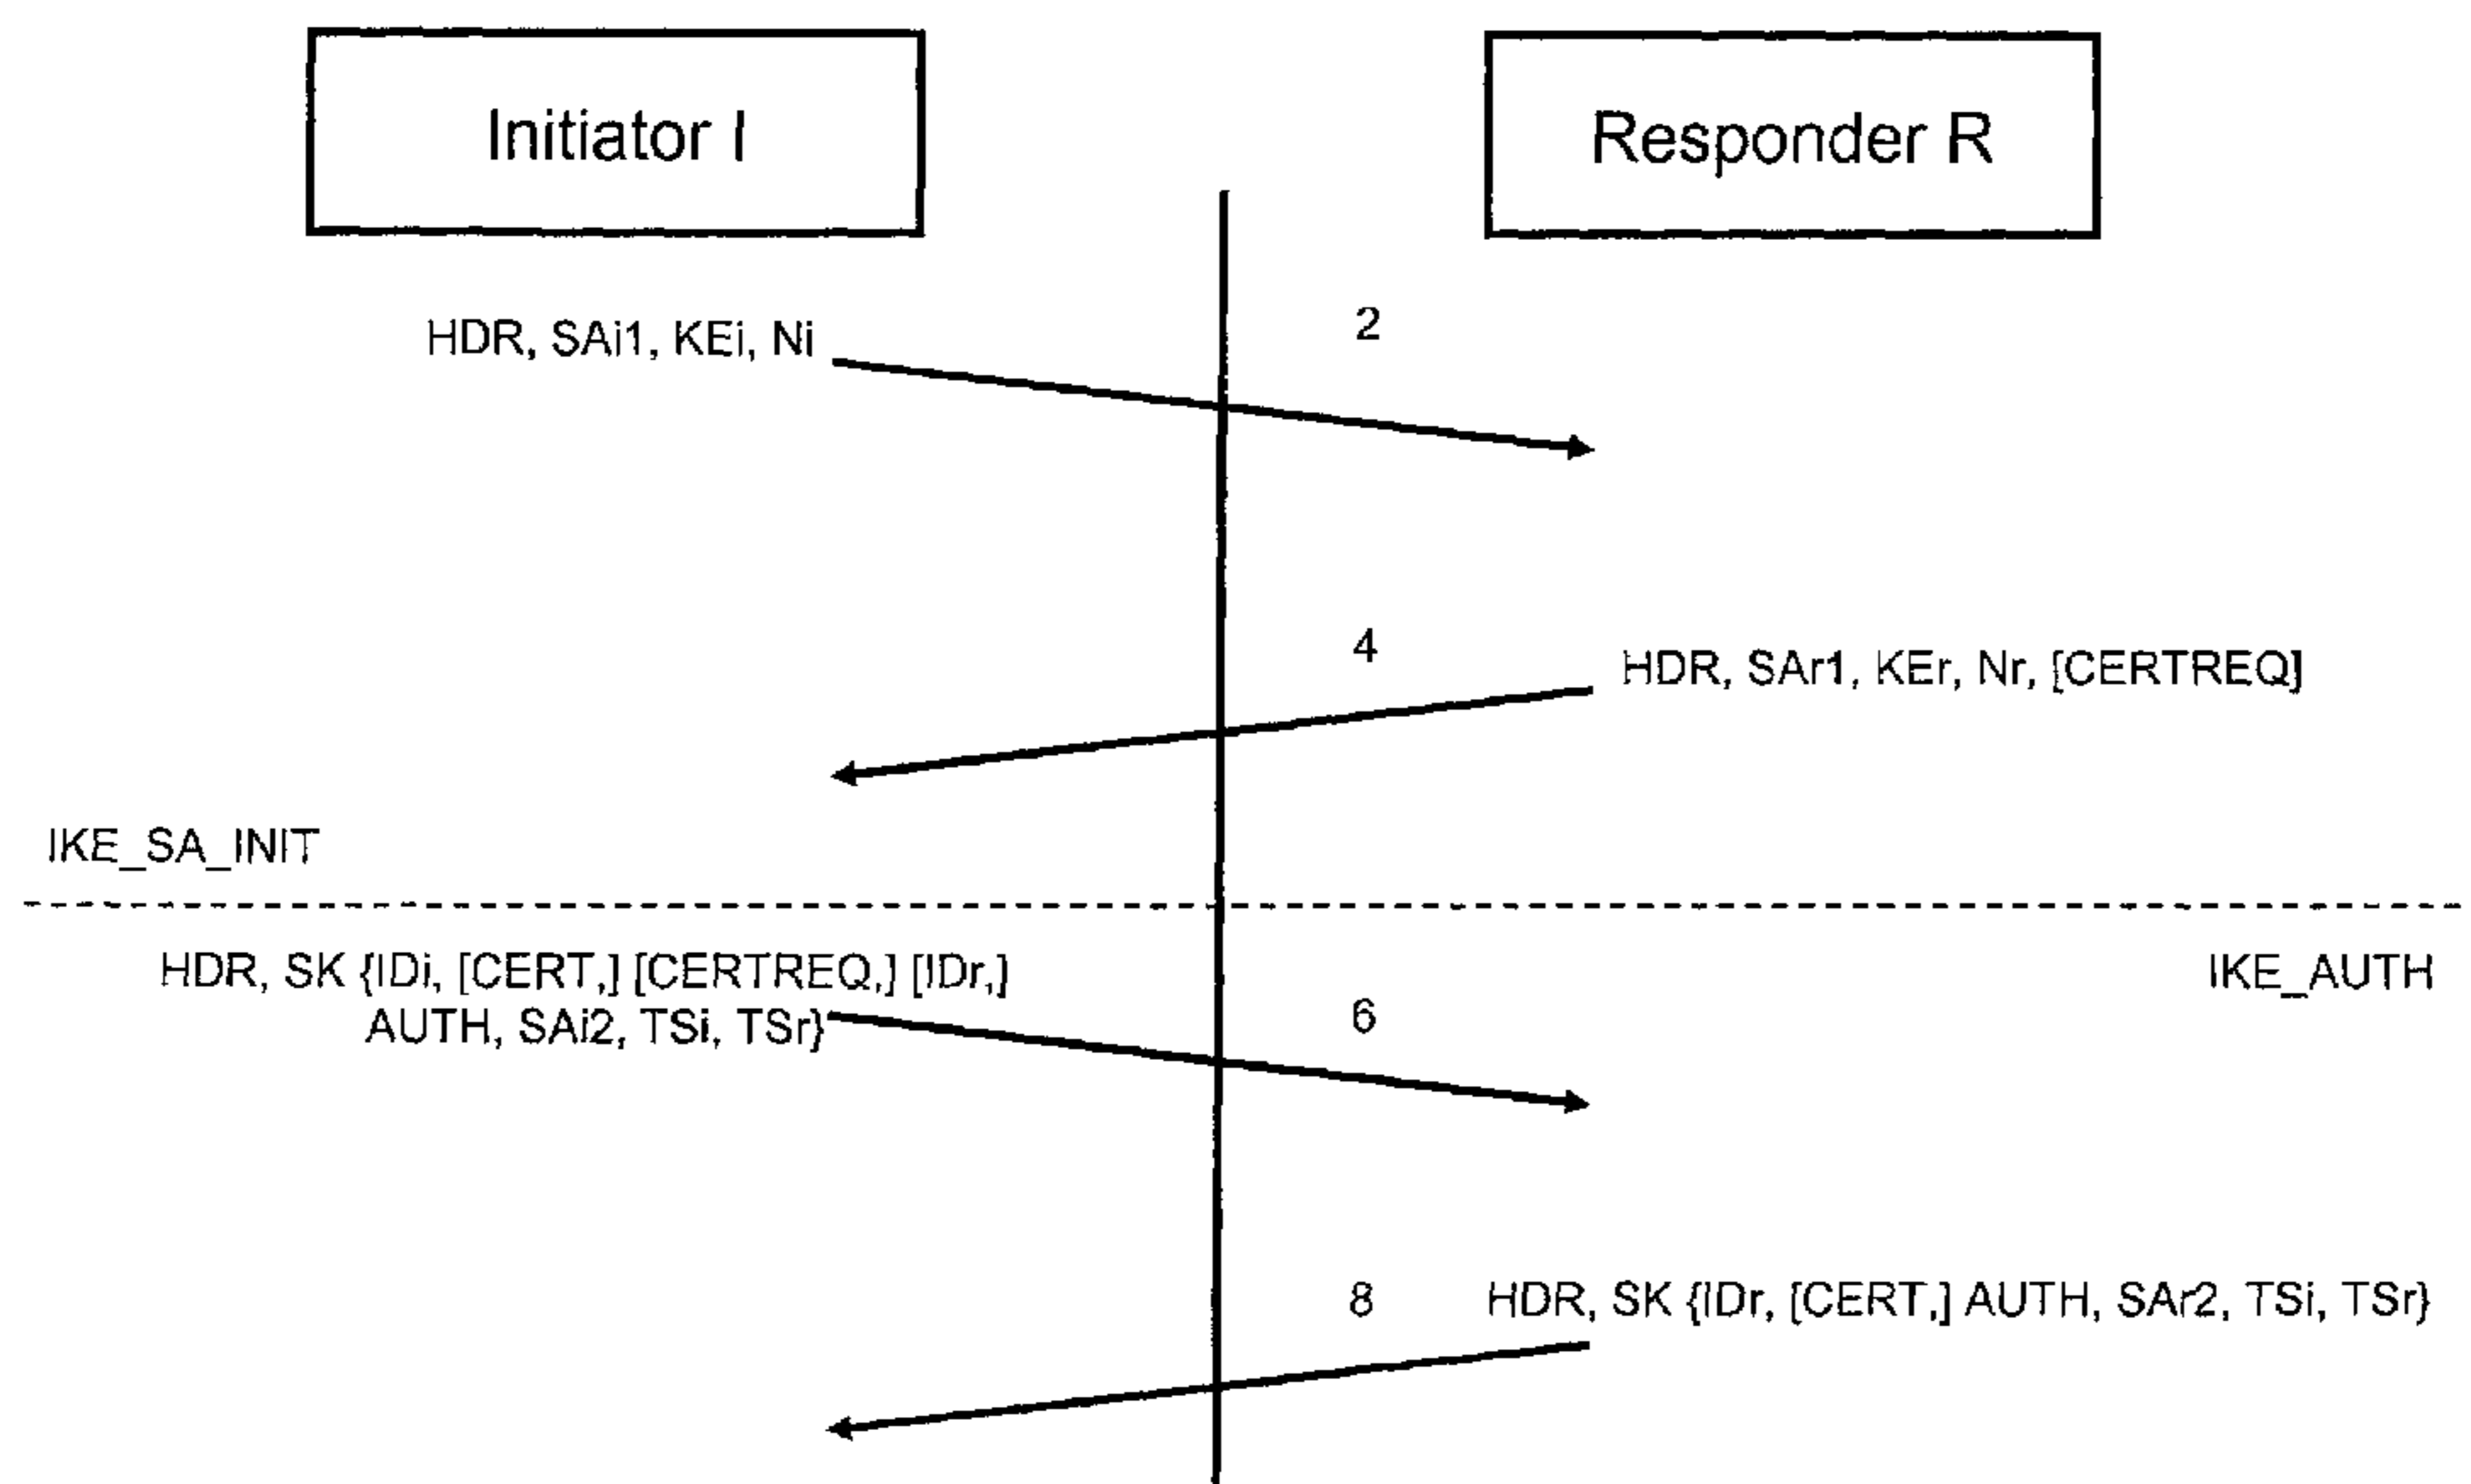 Initiator I
Responder R
HDR, SAi1, KEi, Ni
2
4
HDR, SAr1, KEr, Nr, [CERTREQ]
IKE_SA_INIT
HDR, SK {IDi, [CERT,] [CERTREQ,] [IDr,]
AUTH, SAi2, TSi, TSr}
IKE_AUTH
6
8
HDR, SK {IDr, [CERT,] AUTH, SAr2, TSi, TSr}